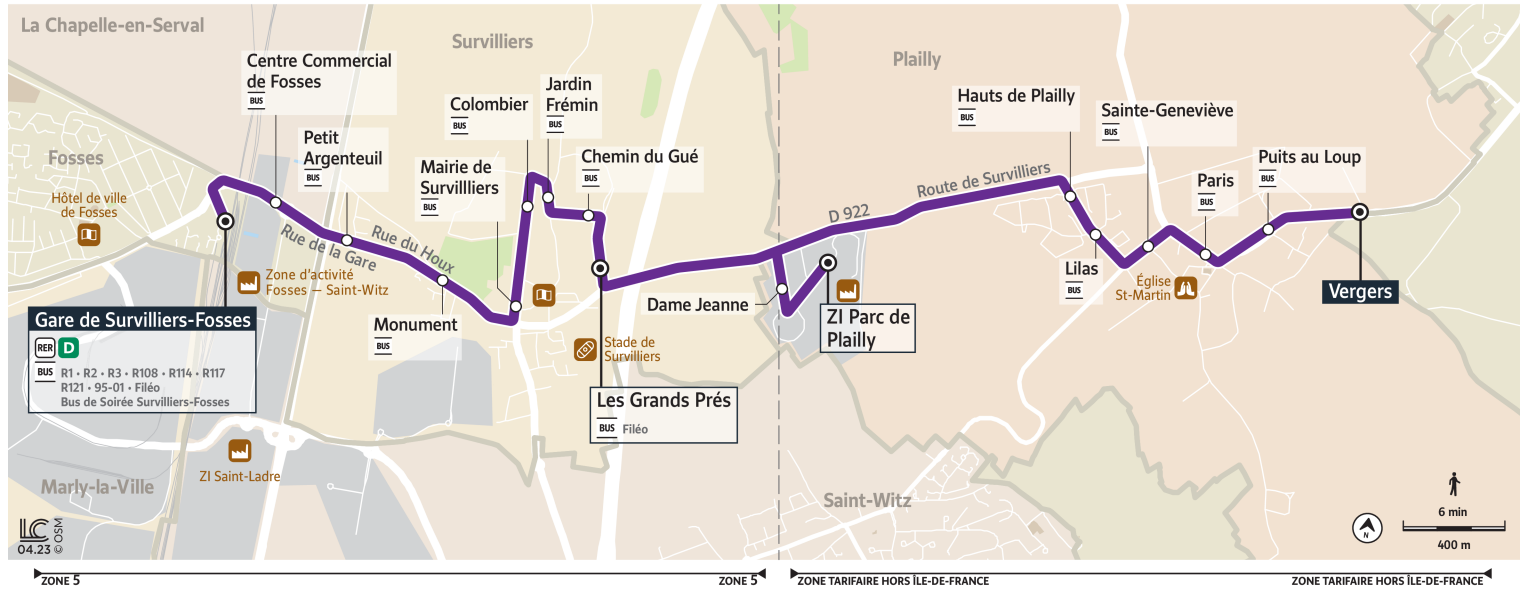 La Chapelle-en-Serval
Survilliers
Plailly
Fosses
Marly-la-Ville
Saint-Witz
Centre Commercial
de Fosses
BUS
Petit
Argenteuil
BUS
Colombier
BUS
Jardin
Frémin
BUS
Mairie de
Survillliers
BUS
Chemin du Gué
BUS
Hauts de Plailly
BUS
Sainte-Geneviève
BUS
Paris
BUS
Puits au Loup
BUS
Hôtel de ville
de Fosses
Rue de la Gare
Rue du Houx
D 922
Route de Survilliers
Zone d'activité
Fosses — Saint-Witz
Gare de Survilliers-Fosses
RER D
BUS R1 • R2 • R3 • R108 • R114 • R117
R121 • 95-01 • Filéo
Bus de Soirée Survilliers-Fosses
Monument
BUS
Stade de
Survilliers
Les Grands Prés
BUS Filéo
Dame Jeanne
ZI Parc de
Plailly
Lilas
BUS
Église
St-Martin
Vergers
ZI Saint-Ladre
LC
04.23 © OSM
N
6 min
400 m
ZONE 5
ZONE 5
ZONE TARIFAIRE HORS ÎLE-DE-FRANCE
ZONE TARIFAIRE HORS ÎLE-DE-FRANCE